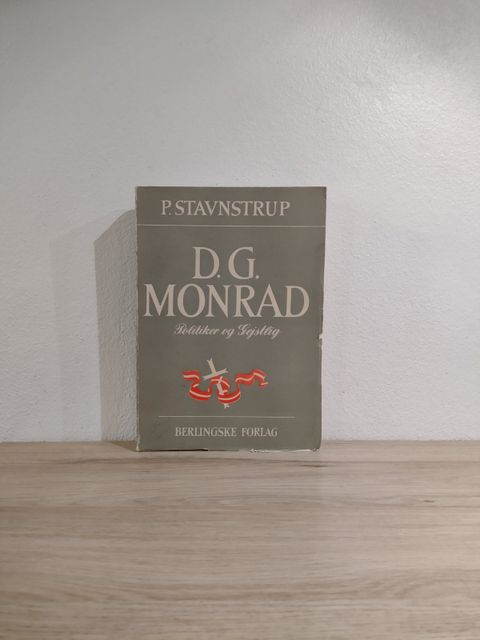 P. STAVNSTRUP
D. G.
MONRAD
Politiker og Gejstlig
BERLINGSKE FORLAG